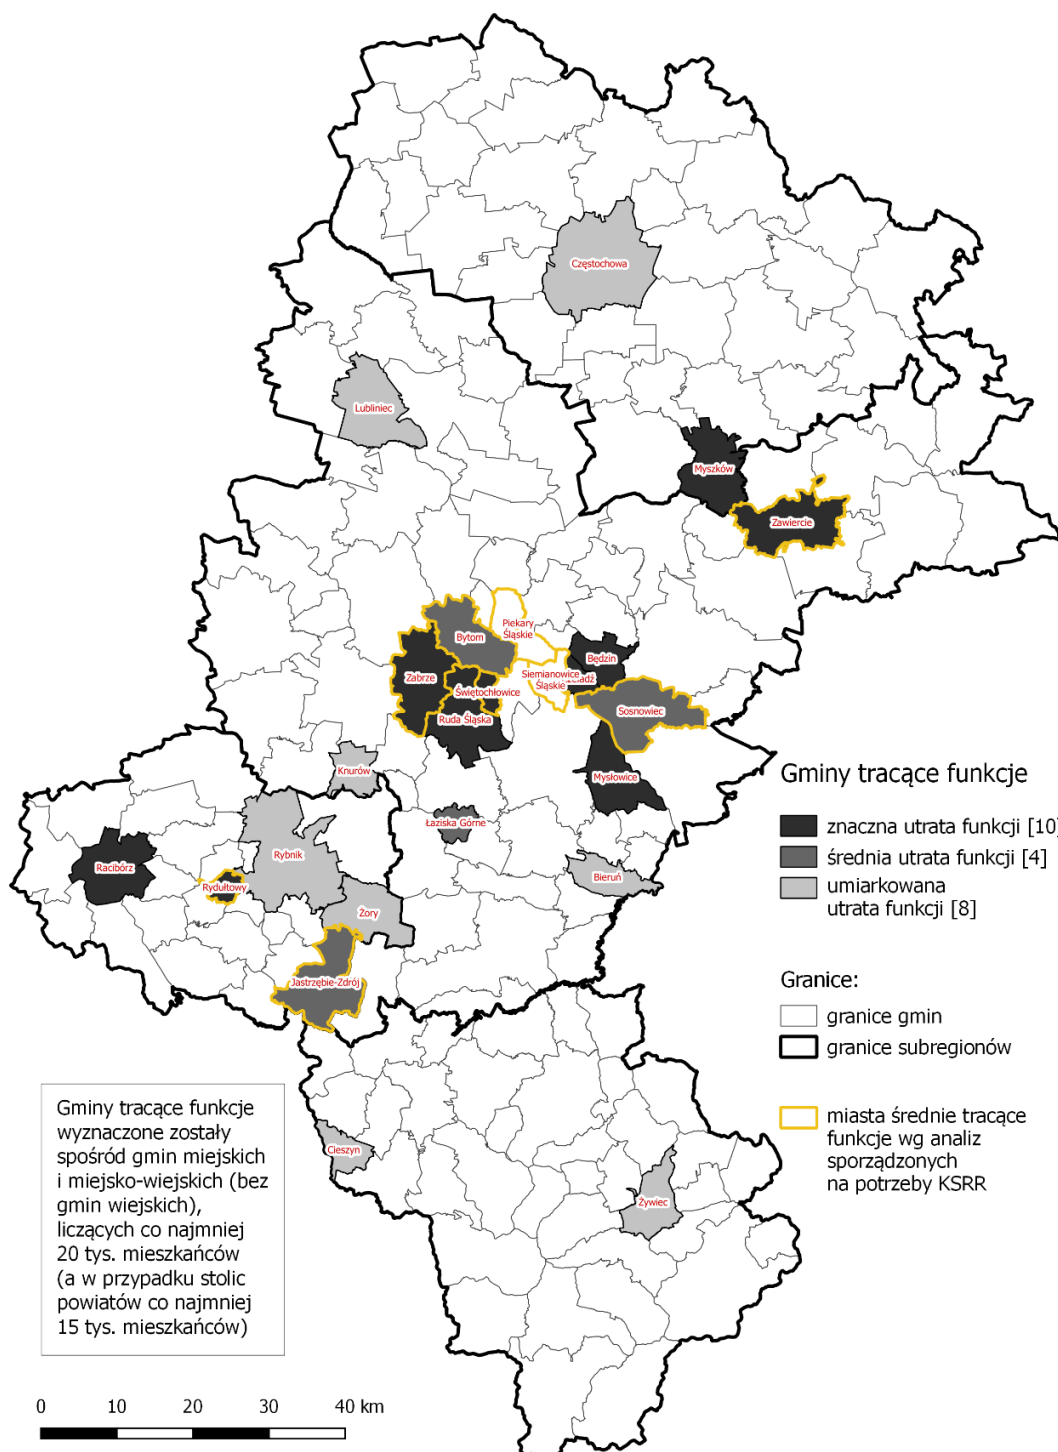 Częstochowa
Lubliniec
Myszków
Zawiercie
Piekary
Śląskie
Bytom
Będzin
Zabrze
Siemianowice
Śląskie
Świętochłowice
Ruda Śląska
Sosnowiec
Knurów
Mysłowice
Łaziska Górne
Rybnik
Racibórz
Rydułtowy
Bieruń
Żory
Jastrzębie-Zdrój
Cieszyn
Żywiec
Gminy tracące funkcje
znaczna utrata funkcji [10]
średnia utrata funkcji [4]
umiarkowana
utrata funkcji [8]
Granice:
granice gmin
granice subregionów
miasta średnie tracące
funkcje wg analiz
sporządzonych
na potrzeby KSRR
Gminy tracące funkcje
wyznaczone zostały
spośród gmin miejskich
i miejsko-wiejskich (bez
gmin wiejskich),
liczących co najmniej
20 tys. mieszkańców
(a w przypadku stolic
powiatów co najmniej
15 tys. mieszkańców)
0 10 20 30 40 km